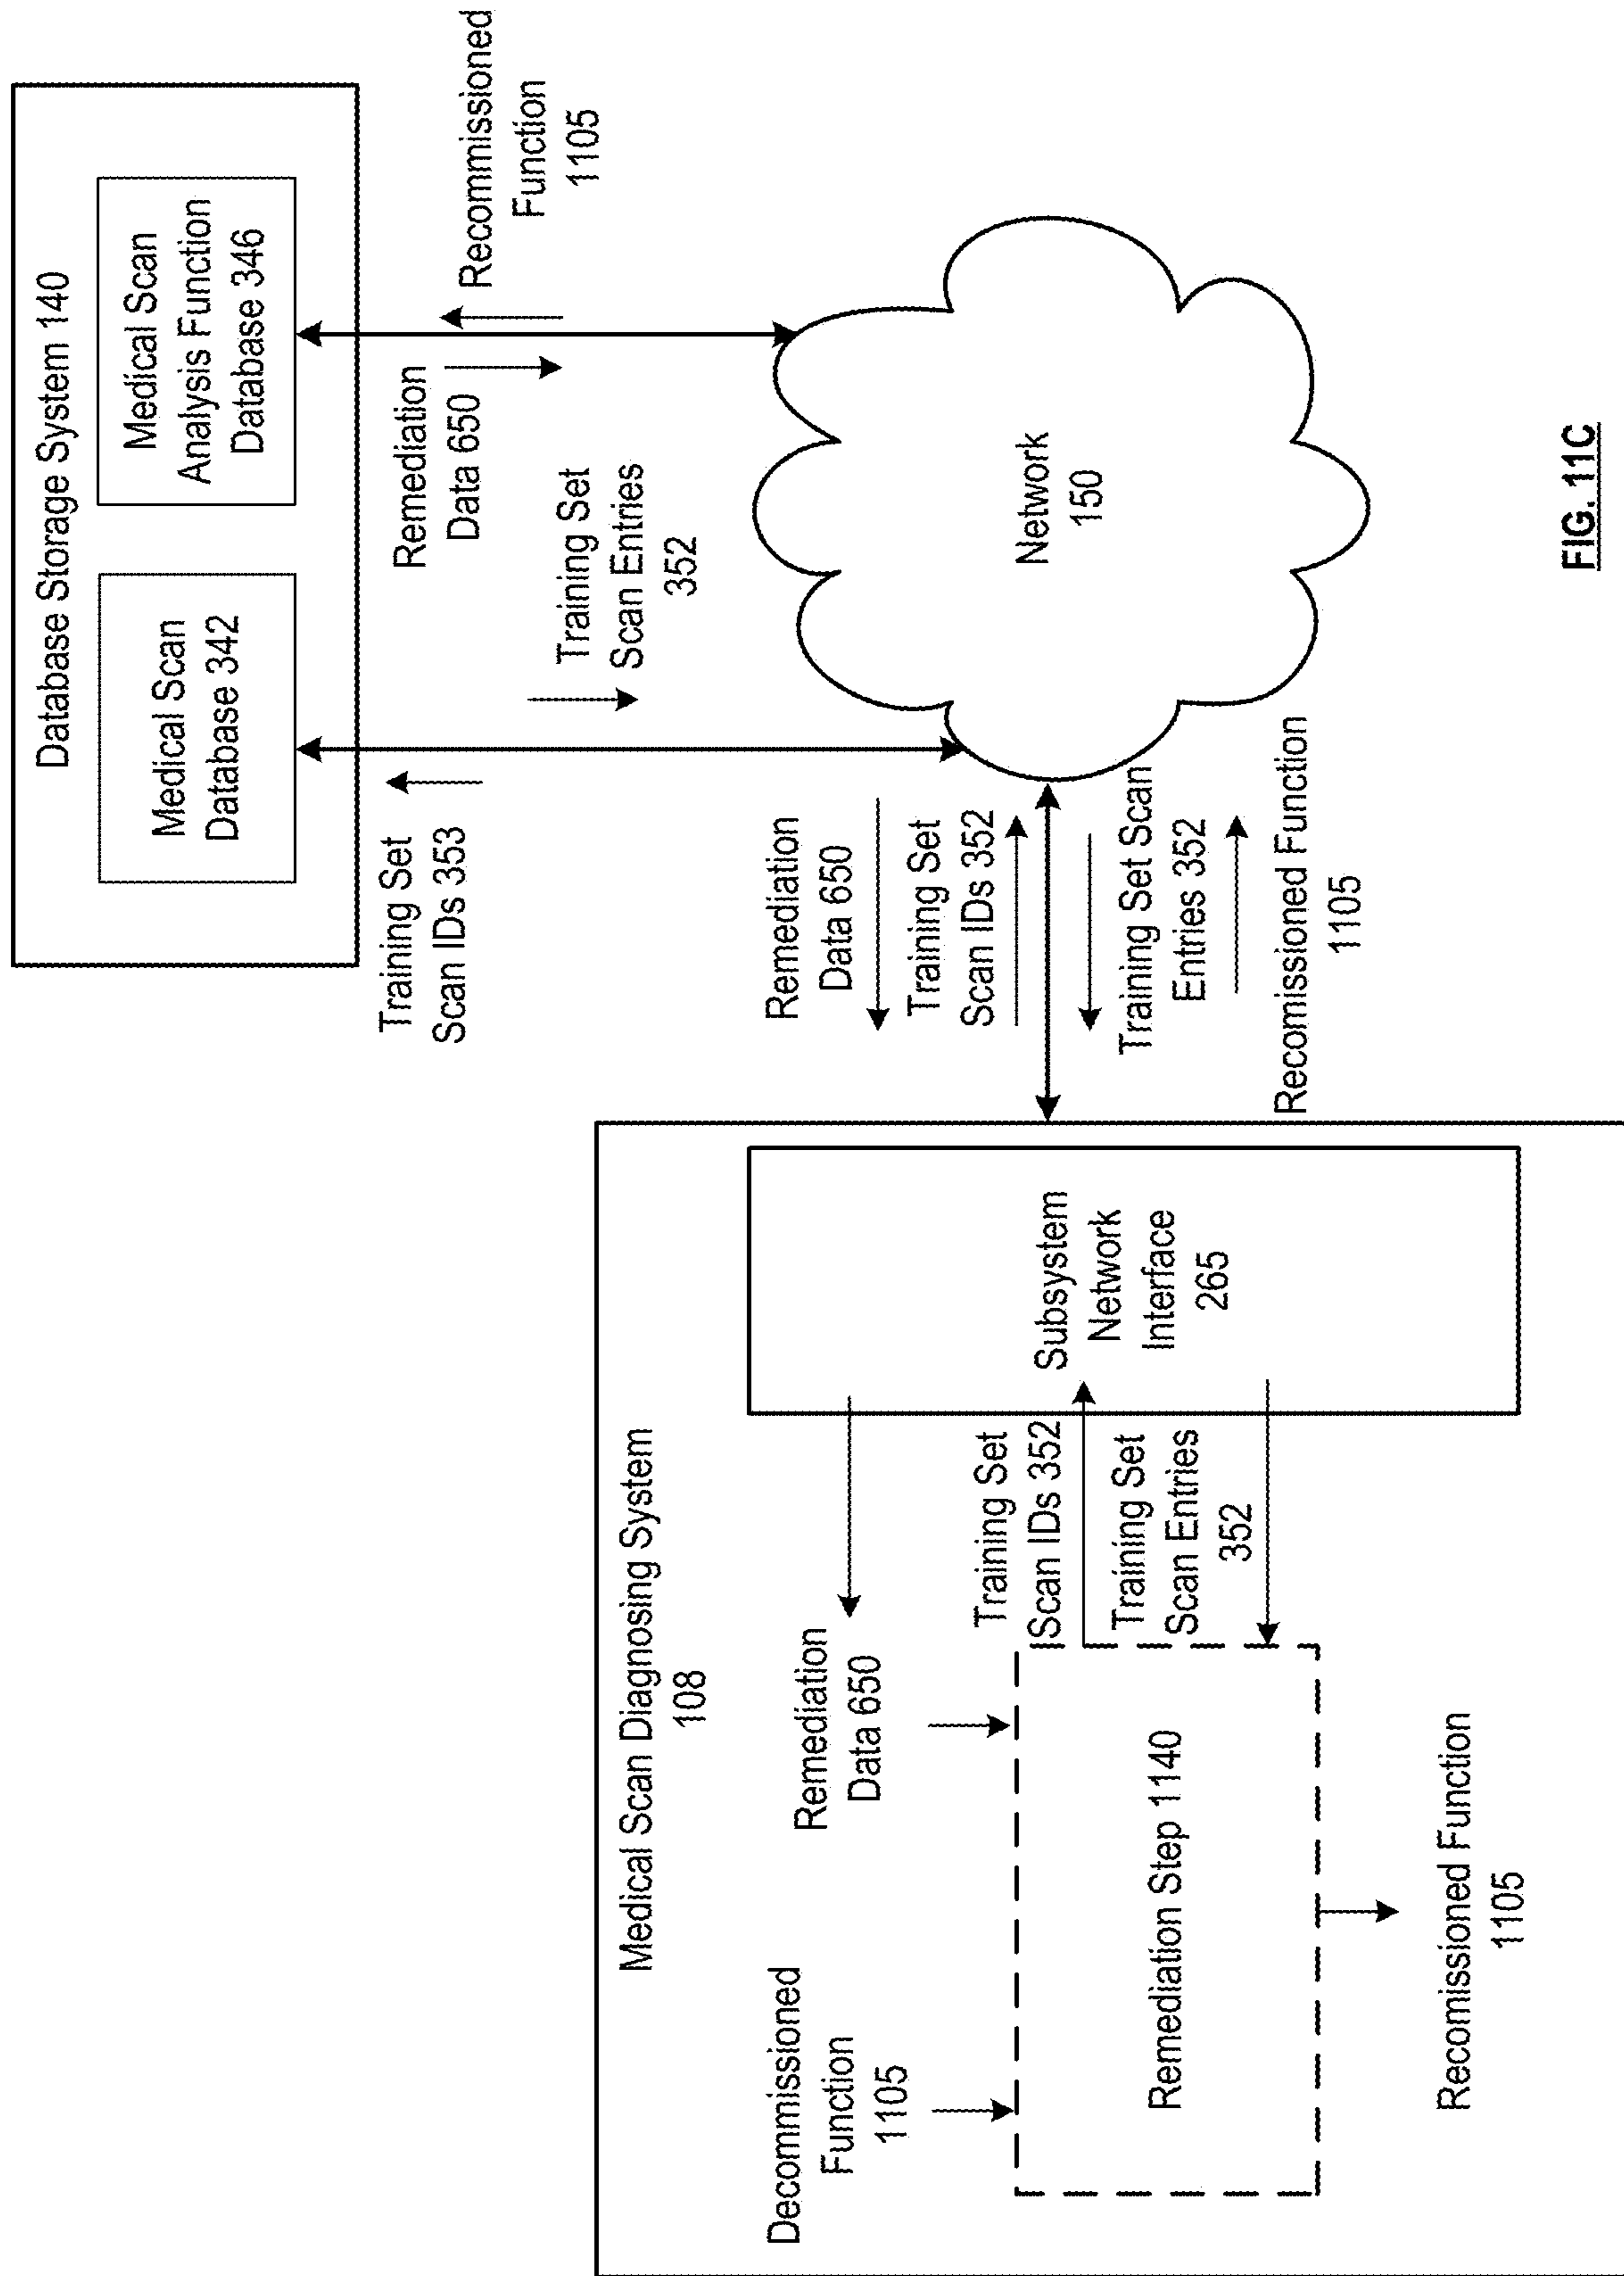 Database Storage System 140
Medical Scan
Database 342
Medical Scan
Analysis Function
Database 346
Training Set
Scan IDs 353
Training Set
Scan Entries
352
Remediation
Data 650
Recommissioned
Function
1105
Network
150
Remediation
Data 650
Training Set
Scan IDs 352
Training Set Scan
Entries 352
Recomissioned Function
1105
Medical Scan Diagnosing System
108
Subsystem
Network
Interface
265
Remediation
Data 650
Training Set
Scan IDs 352
Training Set
Scan Entries
352
Decommissioned
Function
1105
Remediation Step 1140
Recomissioned Function
1105
FIG. 11C